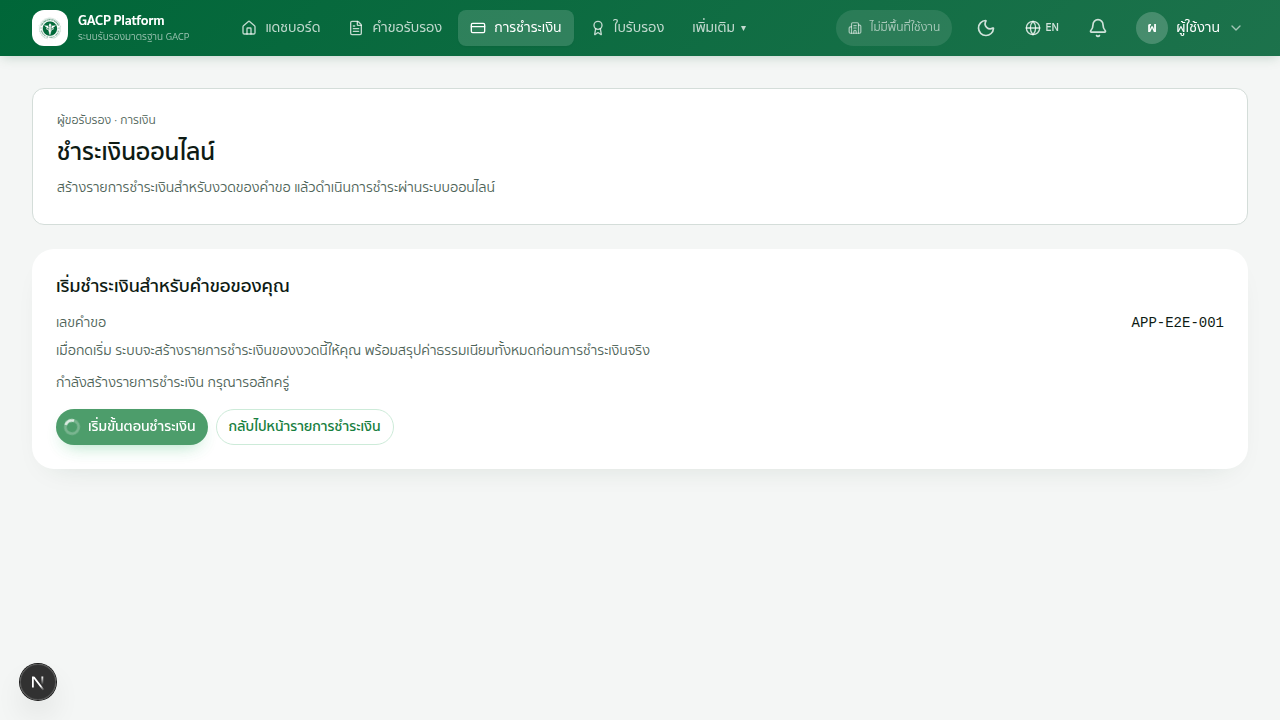 GACP Platform
ระบบรับรองมาตรฐาน GACP
แดชบอร์ด
คำขอรับรอง
การชำระเงิน
ใบรับรอง
เพิ่มเติม ▾
ไม่มีพื้นที่ใช้งาน
EN
ผ
ผู้ใช้งาน
ผู้ขอรับรอง · การเงิน
ชำระเงินออนไลน์
สร้างรายการชำระเงินสำหรับงวดของคำขอ แล้วดำเนินการชำระผ่านระบบออนไลน์
เริ่มชำระเงินสำหรับคำขอของคุณ
เลขคำขอ APP-E2E-001
เมื่อกดเริ่ม ระบบจะสร้างรายการชำระเงินของงวดนี้ให้คุณ พร้อมสรุปค่าธรรมเนียมทั้งหมดก่อนการชำระเงินจริง
กำลังสร้างรายการชำระเงิน กรุณารอสักครู่
เริ่มขั้นตอนชำระเงิน
กลับไปหน้ารายการชำระเงิน
N